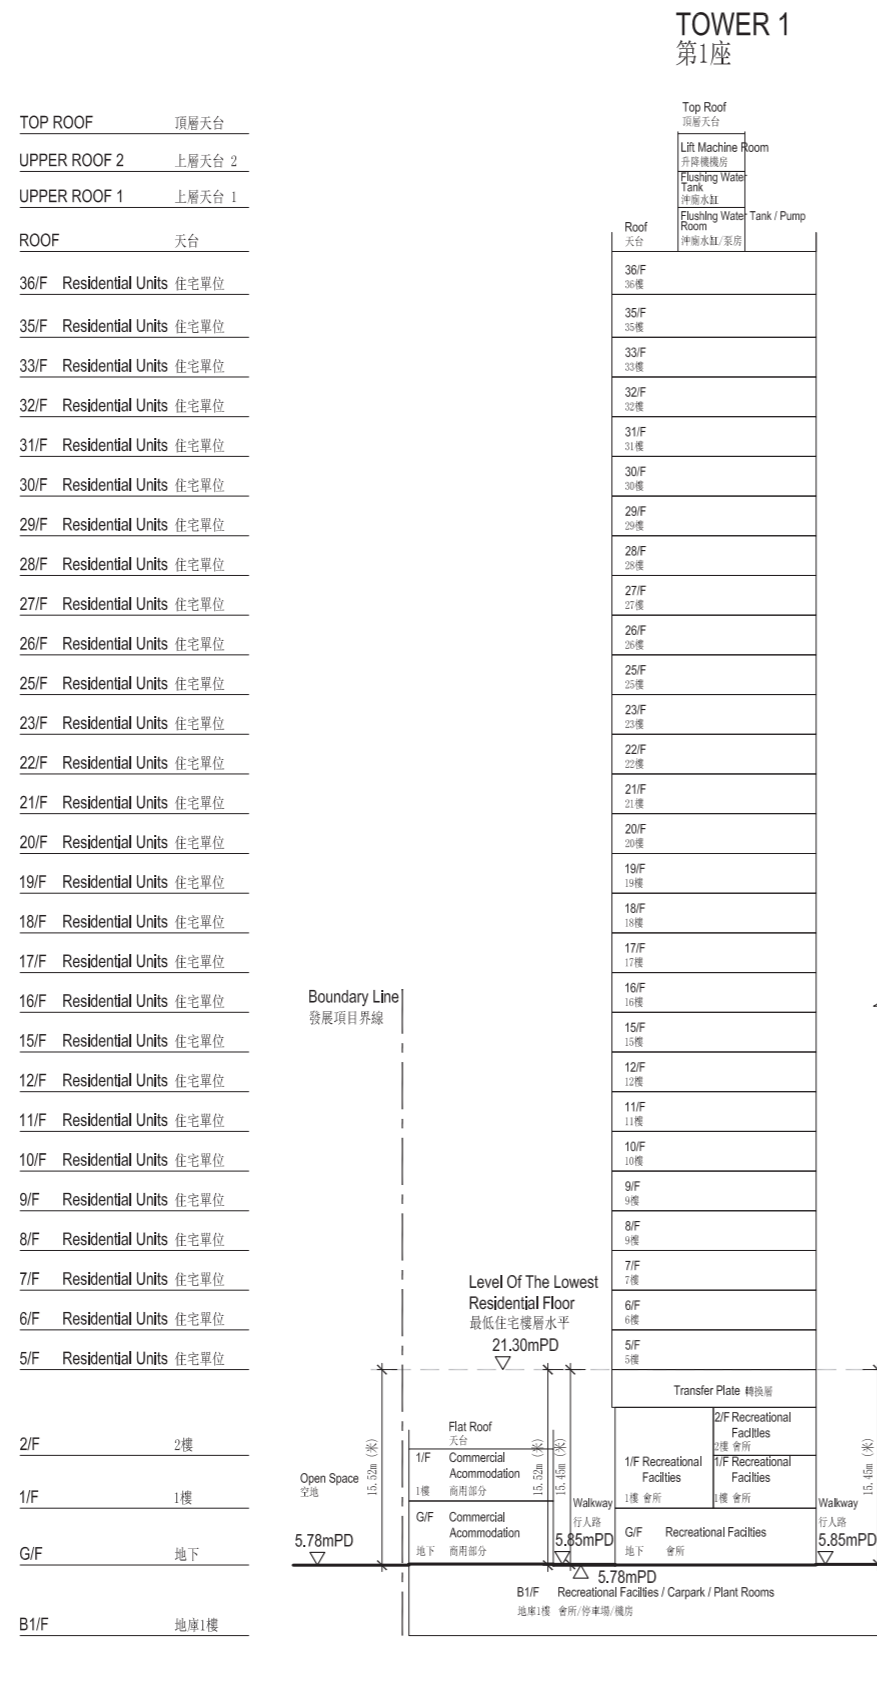 TOWER 1
第1座
TOP ROOF 頂層天台
UPPER ROOF 2 上層天台 2
UPPER ROOF 1 上層天台 1
ROOF 天台
36/F Residential Units 住宅單位
35/F Residential Units 住宅單位
33/F Residential Units 住宅單位
32/F Residential Units 住宅單位
31/F Residential Units 住宅單位
30/F Residential Units 住宅單位
29/F Residential Units 住宅單位
28/F Residential Units 住宅單位
27/F Residential Units 住宅單位
26/F Residential Units 住宅單位
25/F Residential Units 住宅單位
23/F Residential Units 住宅單位
22/F Residential Units 住宅單位
21/F Residential Units 住宅單位
20/F Residential Units 住宅單位
19/F Residential Units 住宅單位
18/F Residential Units 住宅單位
17/F Residential Units 住宅單位
16/F Residential Units 住宅單位
15/F Residential Units 住宅單位
12/F Residential Units 住宅單位
11/F Residential Units 住宅單位
10/F Residential Units 住宅單位
9/F Residential Units 住宅單位
8/F Residential Units 住宅單位
7/F Residential Units 住宅單位
6/F Residential Units 住宅單位
5/F Residential Units 住宅單位
2/F 2樓
1/F 1樓
G/F 地下
B1/F 地庫1樓
Top Roof
頂層天台
Lift Machine Room
升降機機房
Flushing Water
Tank
沖廁水缸
Flushing Water Tank / Pump
Room
沖廁水缸/泵房
Roof
天台
36/F
36樓
35/F
35樓
33/F
33樓
32/F
32樓
31/F
31樓
30/F
30樓
29/F
29樓
28/F
28樓
27/F
27樓
26/F
26樓
25/F
25樓
23/F
23樓
22/F
22樓
21/F
21樓
20/F
20樓
19/F
19樓
18/F
18樓
17/F
17樓
16/F
16樓
15/F
15樓
12/F
12樓
11/F
11樓
10/F
10樓
9/F
9樓
8/F
9樓
7/F
7樓
6/F
6樓
5/F
5樓
Boundary Line
發展項目界線
Level Of The Lowest
Residential Floor
最低住宅樓層水平
21.30mPD
Transfer Plate 轉換層
Flat Roof
天台
1/F Commercial
Acommodation
1樓 商用部分
G/F Commercial
Acommodation
地下 商用部分
Open Space
空地
15.52m (米)
15.52m (米)
15.45m (米)
15.45m (米)
2/F Recreational
Facilties
2樓 會所
1/F Recreational
Facilties
1樓 會所
1/F Recreational
Facilties
1樓 會所
G/F Recreational Facilties
地下 會所
Walkway
行人路
Walkway
行人路
5.78mPD
5.85mPD
5.85mPD
5.78mPD
B1/F Recreational Facilties / Carpark / Plant Rooms
地庫1樓 會所/停車場/機房